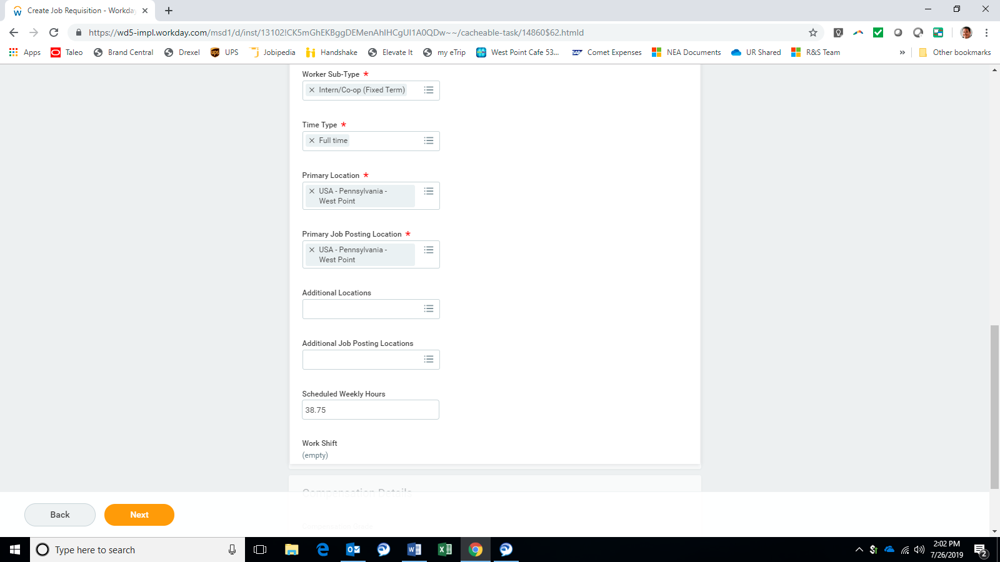 Create Job Requisition - Workda
https://wd5-impl.workday.com/msd1/d/inst/13102!CK5mGhEKBggDEMenAhIHCgUI1A0QDw~~/cacheable-task/14860$62.htmld
Apps Taleo Brand Central Drexel UPS Jobipedia Handshake Elevate It my eTrip West Point Cafe 53... Comet Expenses NEA Documents UR Shared R&S Team » Other bookmarks
Worker Sub-Type *
× Intern/Co-op (Fixed Term)
Time Type *
× Full time
Primary Location *
× USA - Pennsylvania -
West Point
Primary Job Posting Location *
× USA - Pennsylvania -
West Point
Additional Locations
Additional Job Posting Locations
Scheduled Weekly Hours
38.75
Work Shift
(empty)
Compensation Details
Back Next
Type here to search
2:02 PM
7/26/2019
2